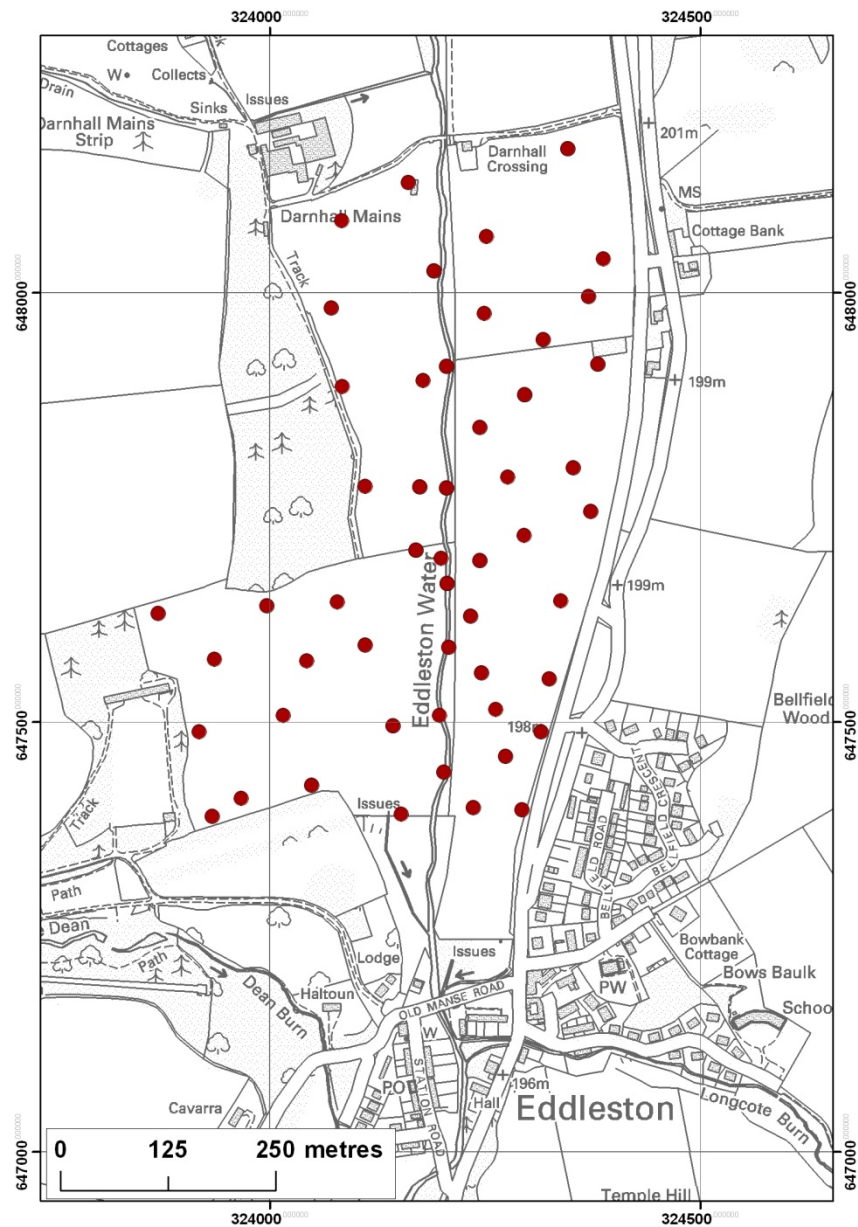 324000
324500
Cottages
W
Collects
Drain
Sinks
Issues
Darnhall Mains
Strip
Darnhall
Crossing
201m
MS
Darnhall Mains
Cottage Bank
Track
648000
648000
199m
Eddleston Water
199m
Bellfield
Wood
198m
647500
647500
BELLFIELD CRESCENT
BELLFIELD ROAD
Track
Issues
Path
Dean
Path
Lodge
Issues
Bowbank
Cottage
Bows Baulk
PW
Schoo
Dean Burn
Haltoun
OLD MANSE ROAD
W
STATION ROAD
PO
196m
Hall
Eddleston
Longcote Burn
Cavarra
0 125 250 metres
647000
647000
Temple Hill
324000
324500